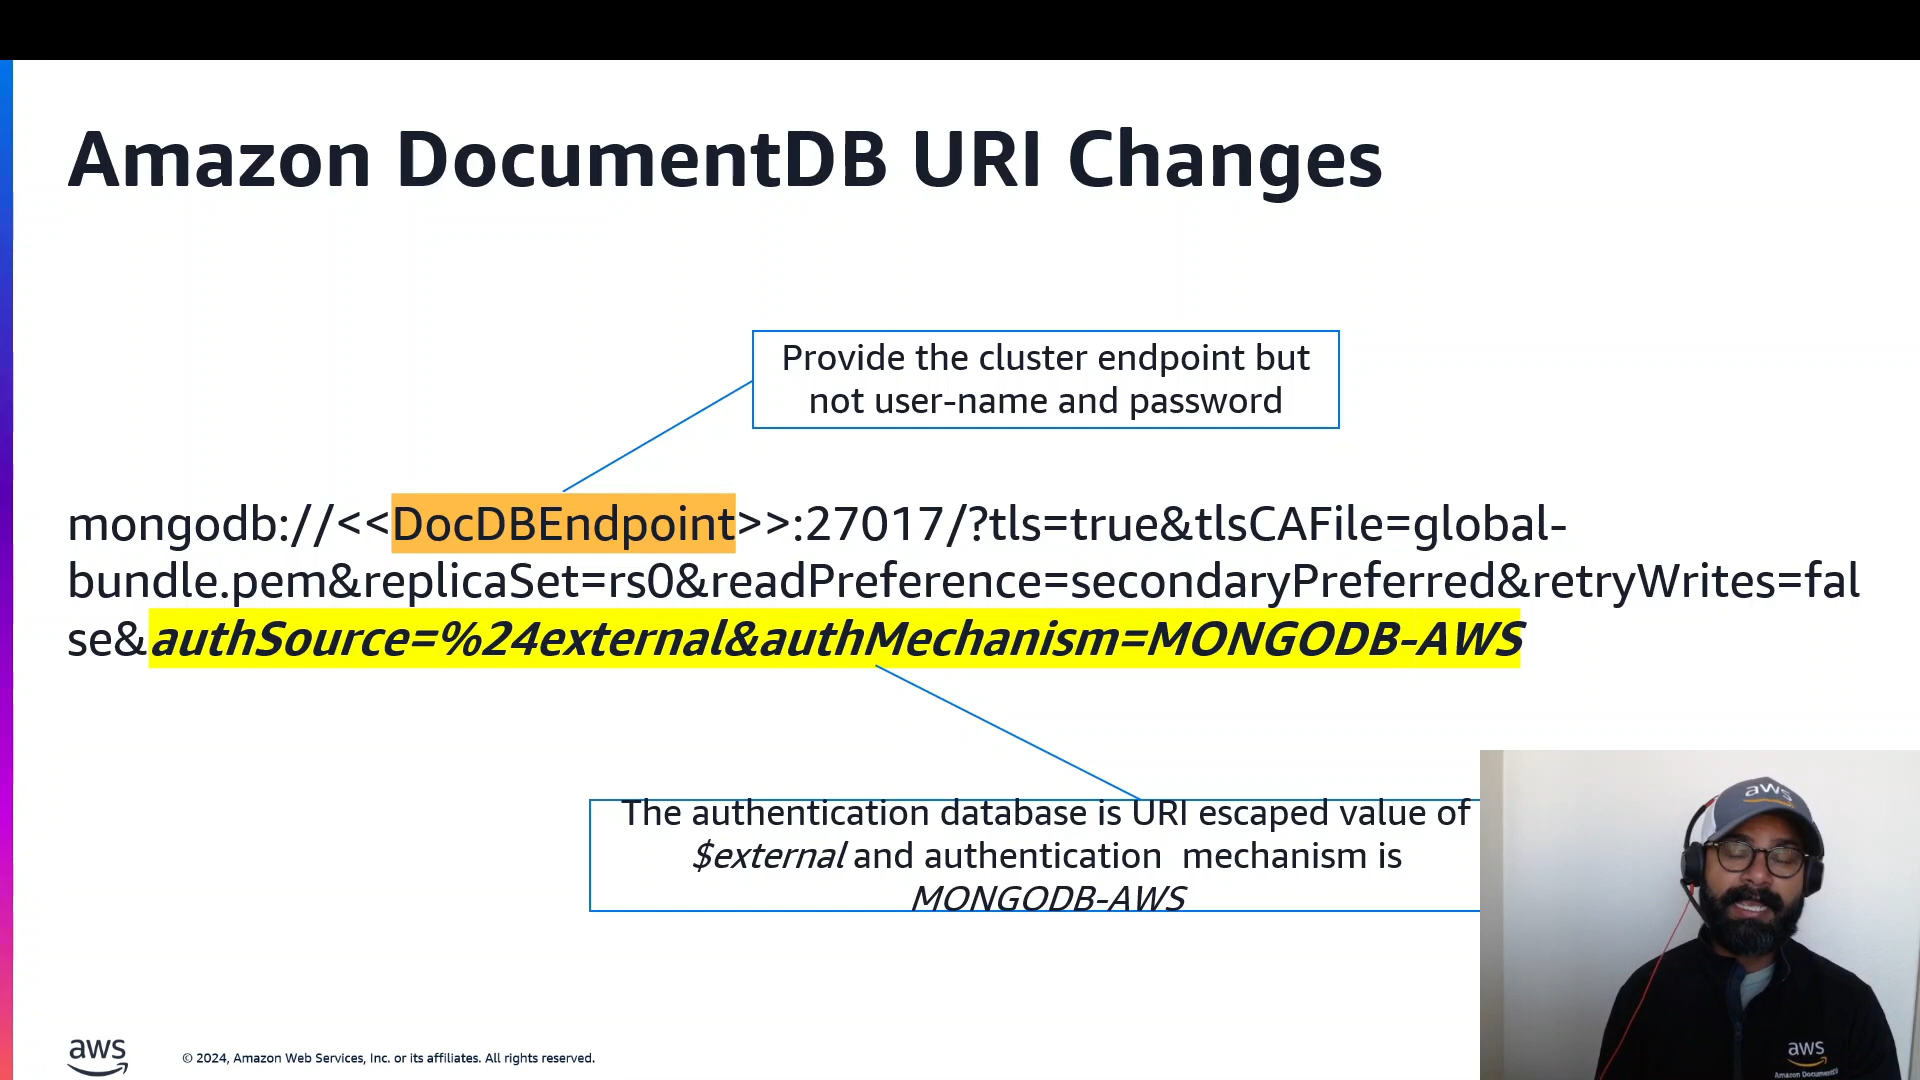 Amazon DocumentDB URI Changes
Provide the cluster endpoint but
not user-name and password
mongodb://<<DocDBEndpoint>>:27017/?tls=true&tlsCAFile=global-
bundle.pem&replicaSet=rs0&readPreference=secondaryPreferred&retryWrites=fal
se&authSource=%24external&authMechanism=MONGODB-AWS
The authentication database is URI escaped value of
$external and authentication mechanism is
MONGODB-AWS
aws
aws
Amazon DocumentDB
aws
© 2024, Amazon Web Services, Inc. or its affiliates. All rights reserved.